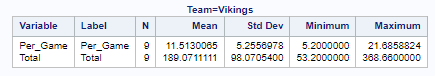 Team=Vikings
Variable Label N Mean Std Dev Minimum Maximum
Per_Game Per_Game 9 11.5130065 5.2556978 5.2000000 21.6858824
Total Total 9 189.0711111 98.0705400 53.2000000 368.6600000